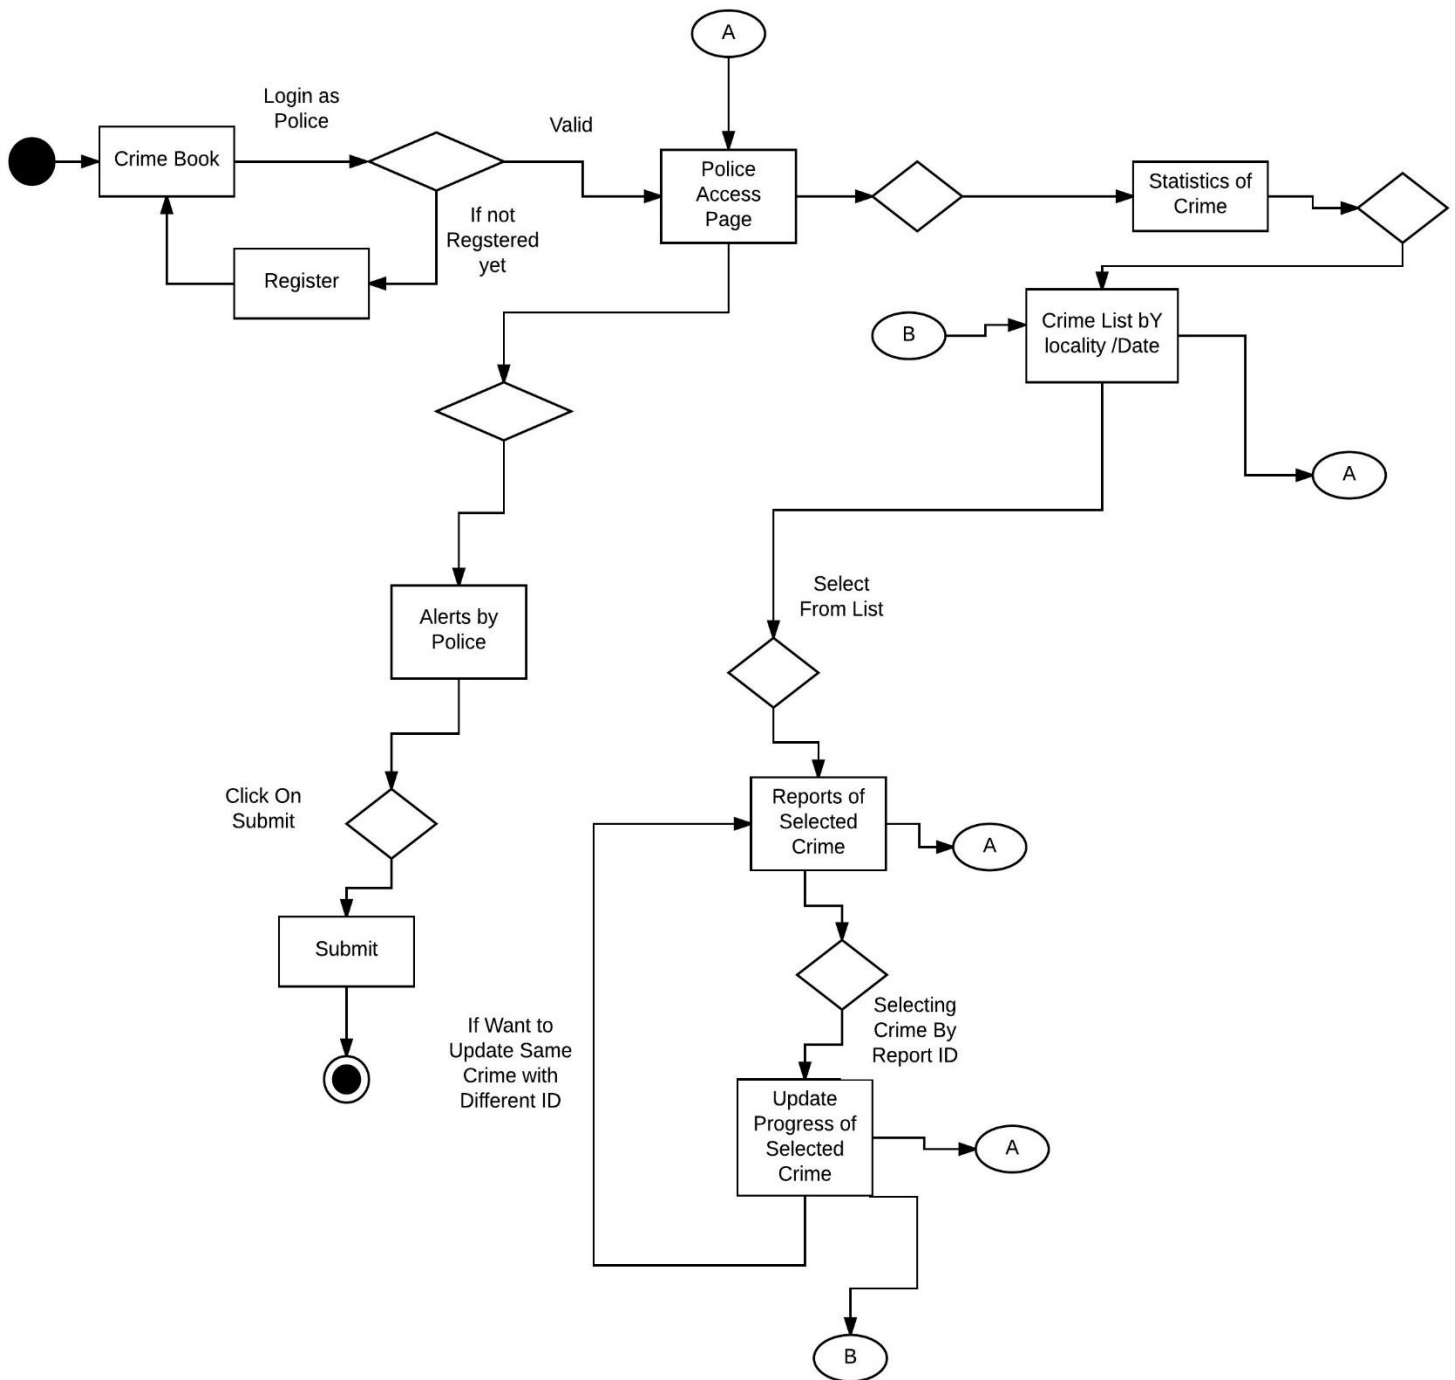 A
Login as
Police
Valid
Crime Book
Police
Access
Page
Statistics of
Crime
If not
Regstered
yet
Register
B
Crime List bY
locality /Date
A
Select
From List
Alerts by
Police
Click On
Submit
Reports of
Selected
Crime
A
Submit
Selecting
Crime By
Report ID
If Want to
Update Same
Crime with
Different ID
Update
Progress of
Selected
Crime
A
B